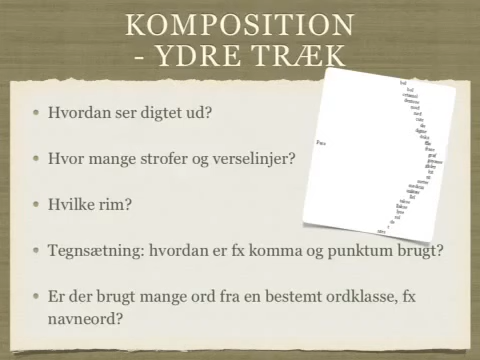 KOMPOSITION
- YDRE TRÆK
Hvordan ser digtet ud?
Hvor mange strofer og verselinjer?
Hvilke rim?
Tegnsætning: hvordan er fx komma og punktum brugt?
Er der brugt mange ord fra en bestemt ordklasse, fx
navneord?